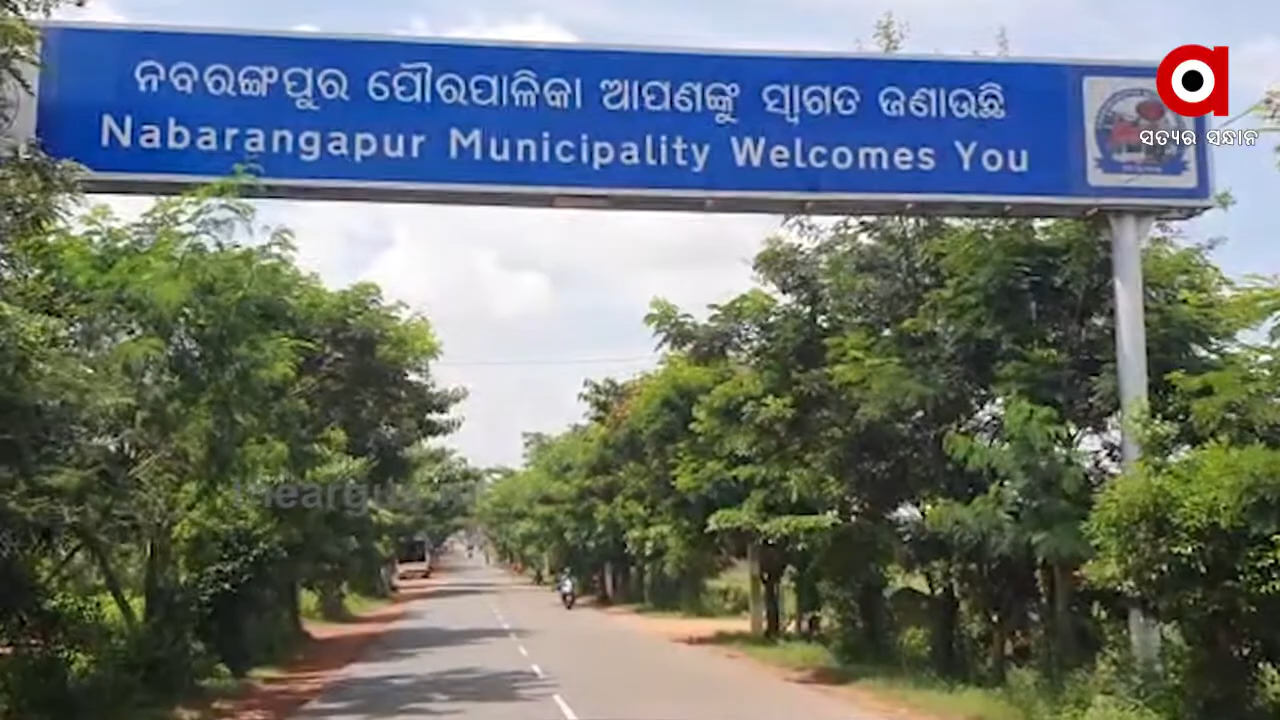 ନବରଙ୍ଗପୁର ପୌରପାଳିକା ଆପଣଙ୍କୁ ସ୍ୱାଗତ ଜଣାଉଛି
Nabarangapur Municipality Welcomes You
a
ସତ୍ୟର ସନ୍ଧାନ